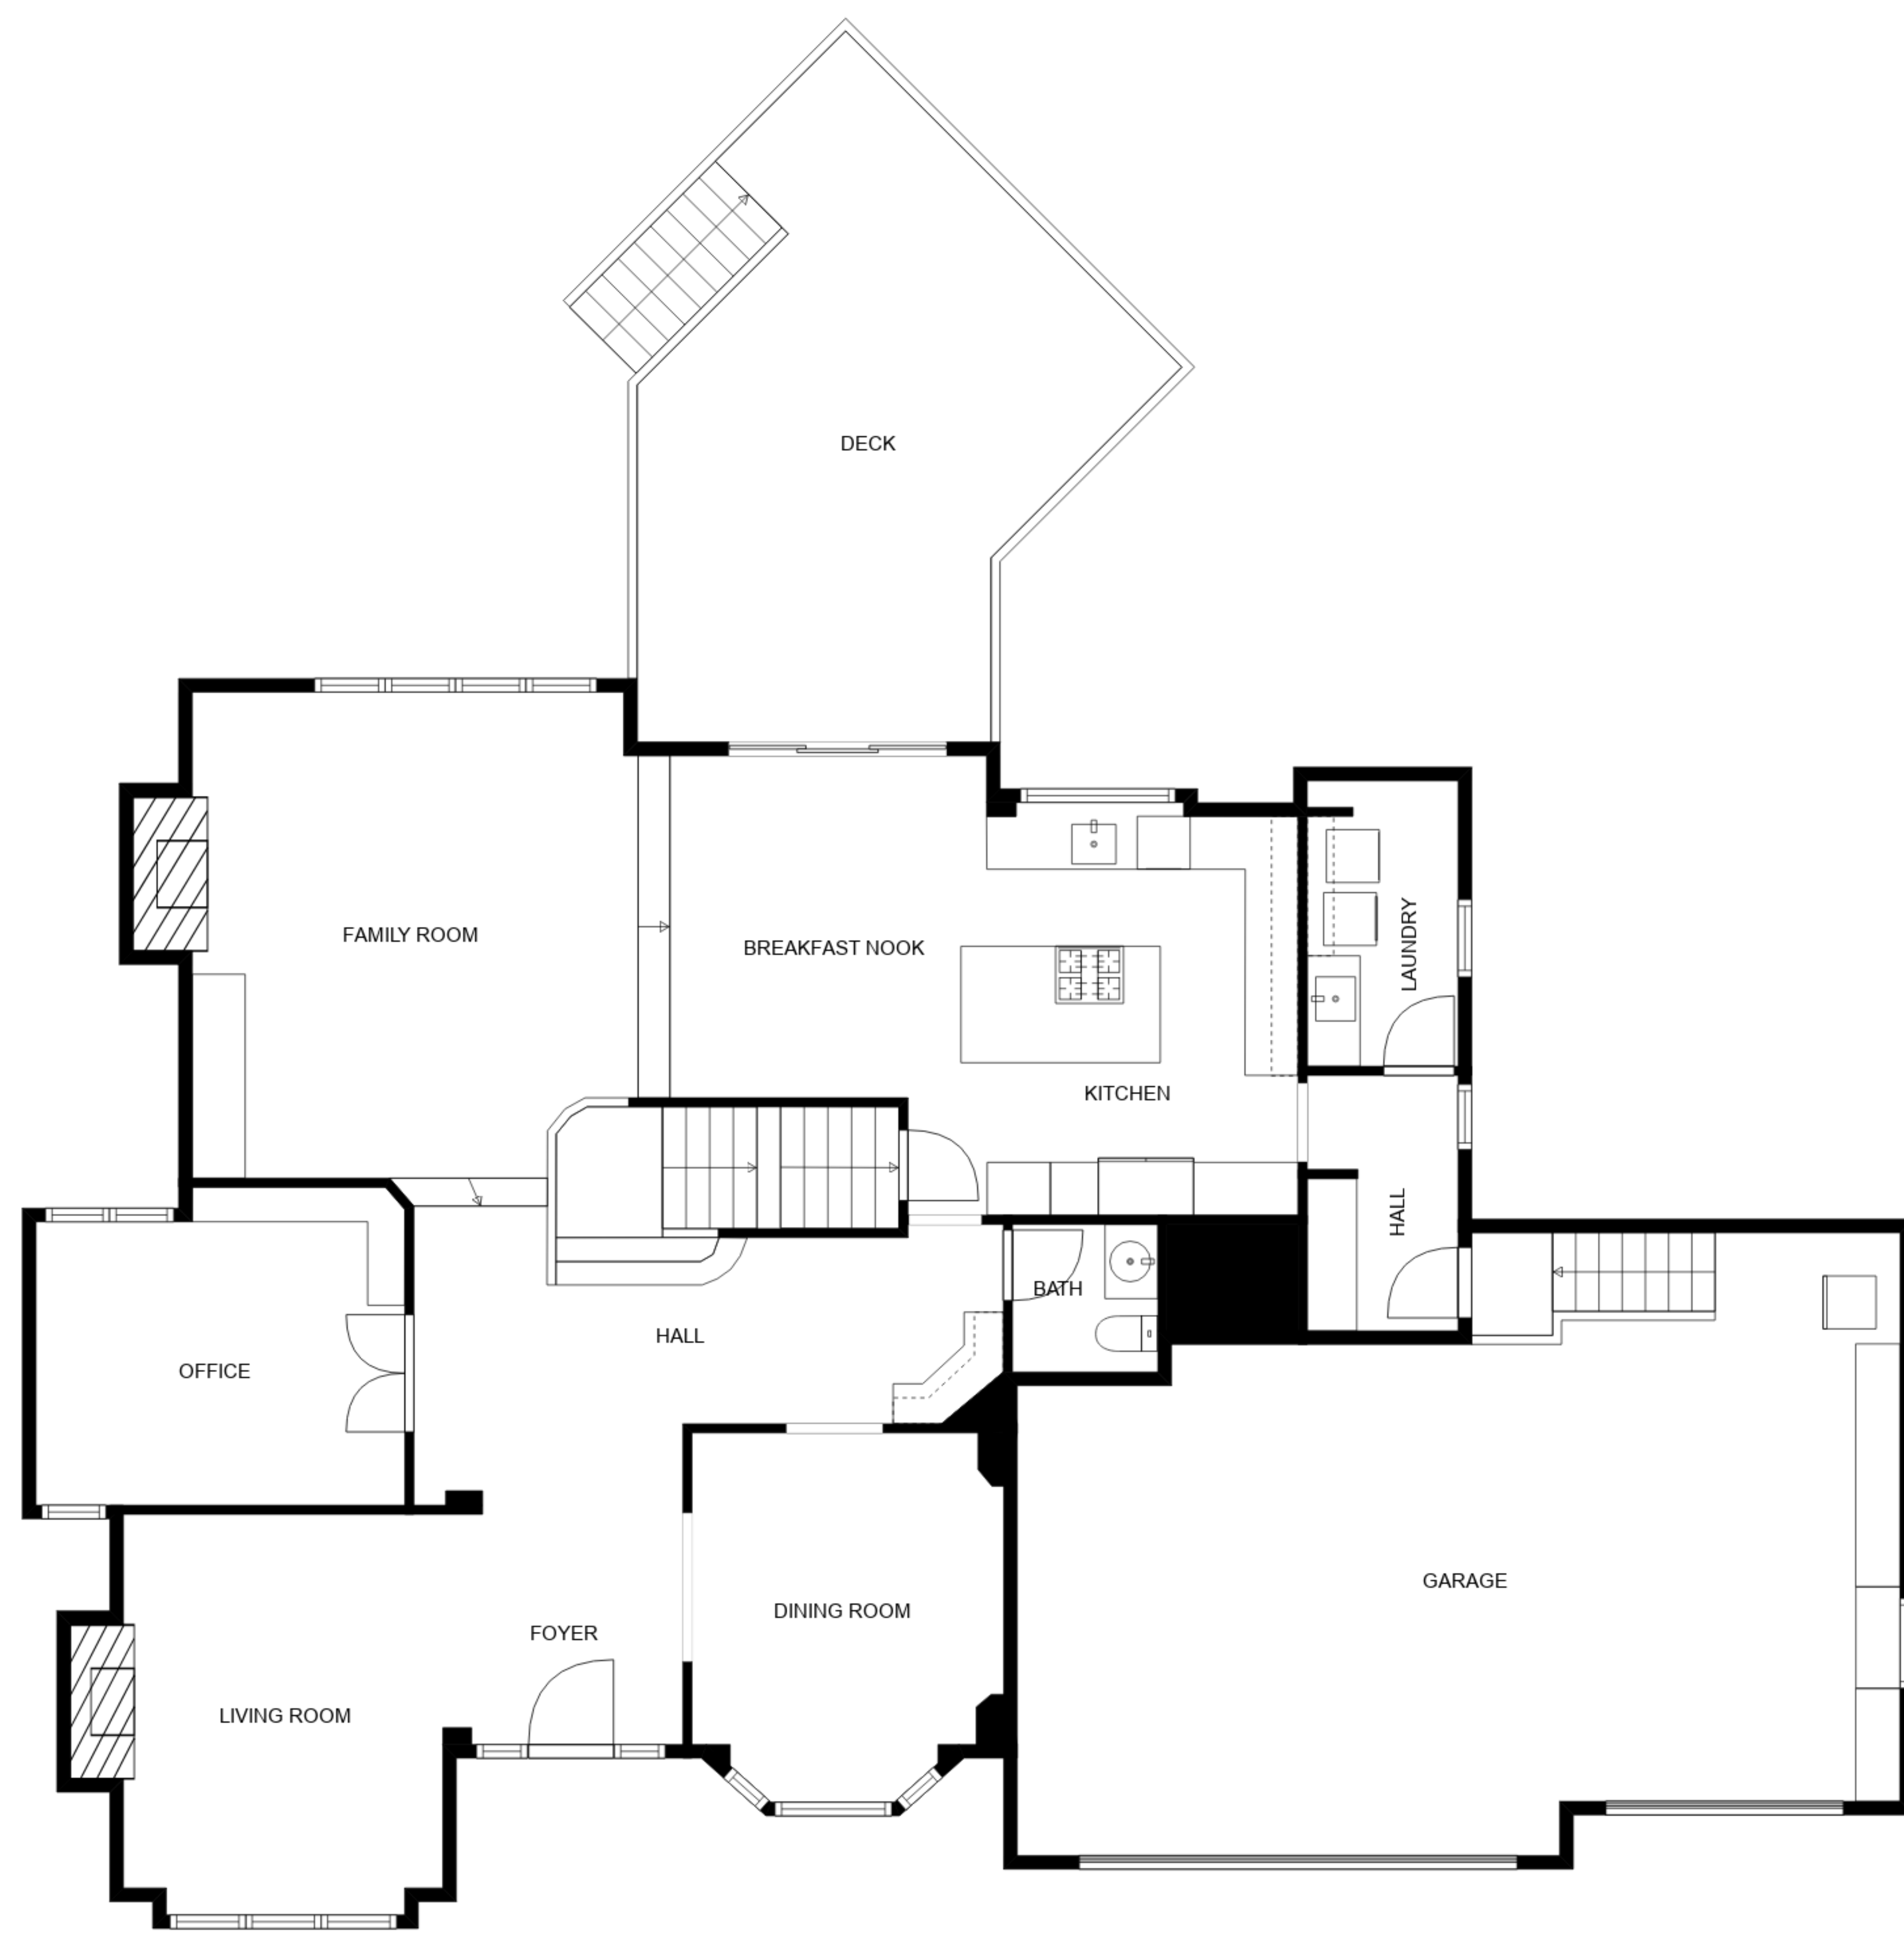 DECK
FAMILY ROOM
BREAKFAST NOOK
LAUNDRY
KITCHEN
HALL
BATH
HALL
OFFICE
GARAGE
DINING ROOM
FOYER
LIVING ROOM